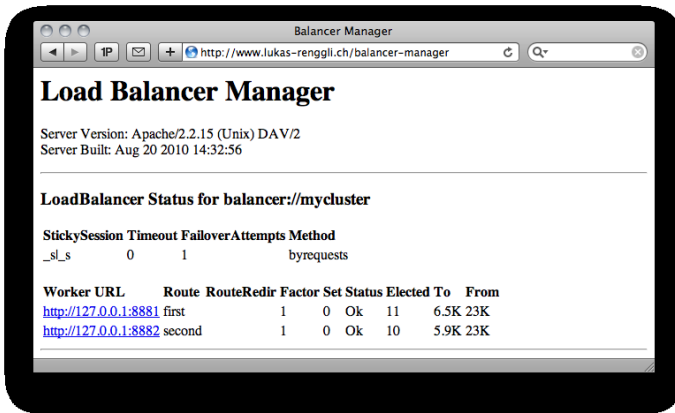 Balancer Manager
1P + http://www.lukas-renggli.ch/balancer-manager
Load Balancer Manager
Server Version: Apache/2.2.15 (Unix) DAV/2
Server Built: Aug 20 2010 14:32:56
LoadBalancer Status for balancer://mycluster
StickySession Timeout FailoverAttempts Method
_sl_s 0 1 byrequests
Worker URL Route RouteRedir Factor Set Status Elected To From
http://127.0.0.1:8881 first 1 0 Ok 11 6.5K 23K
http://127.0.0.1:8882 second 1 0 Ok 10 5.9K 23K